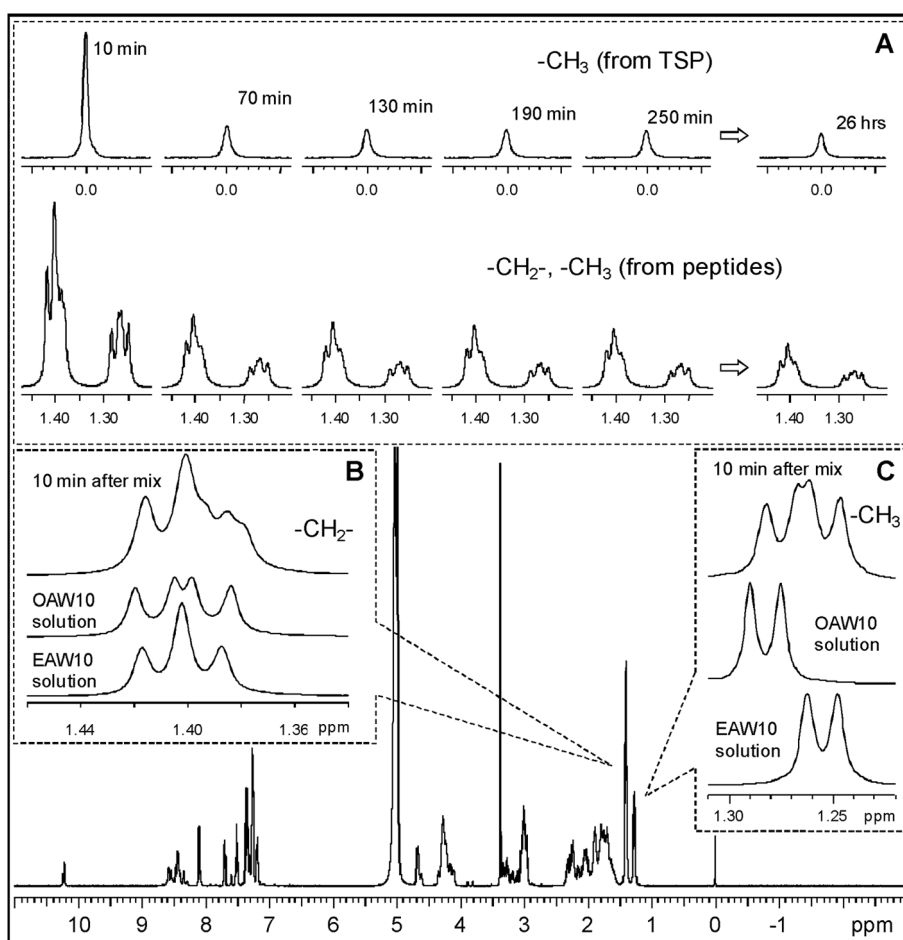 A
10 min
-CH₃ (from TSP)
70 min
130 min
190 min
250 min
26 hrs
0.0 0.0 0.0 0.0 0.0 0.0
-CH₂-, -CH₃ (from peptides)
1.40 1.30 1.40 1.30 1.40 1.30 1.40 1.30 1.40 1.30 1.40 1.30
B
10 min after mix
-CH₂-
OAW10
solution
EAW10
solution
1.44 1.40 1.36 ppm
C
10 min after mix
-CH₃
OAW10
solution
EAW10
solution
1.30 1.25 ppm
10 9 8 7 6 5 4 3 2 1 0 -1 ppm